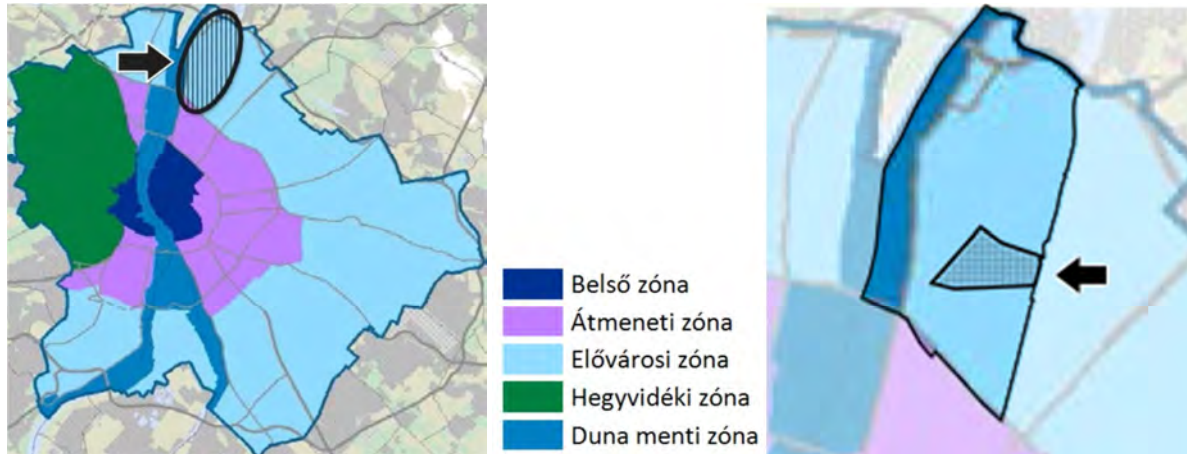 Belső zóna
Átmeneti zóna
Elővárosi zóna
Hegyvidéki zóna
Duna menti zóna